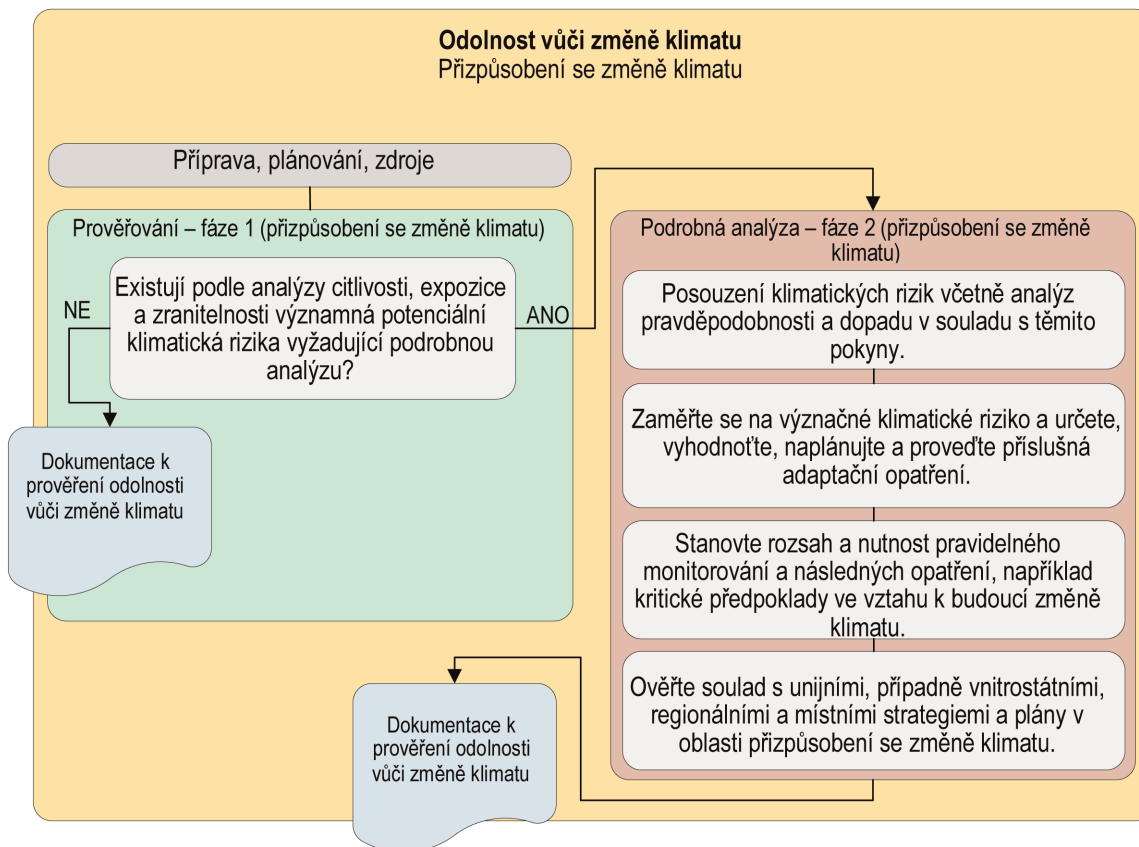 Odolnost vůči změně klimatu
Přizpůsobení se změně klimatu
Příprava, plánování, zdroje
Prověřování – fáze 1 (přizpůsobení se změně klimatu)
NE
Existují podle analýzy citlivosti, expozice
a zranitelnosti významná potenciální
klimatická rizika vyžadující podrobnou
analýzu?
ANO
Dokumentace k
prověření odolnosti
vůči změně klimatu
Podrobná analýza – fáze 2 (přizpůsobení se změně
klimatu)
Posouzení klimatických rizik včetně analýz
pravděpodobnosti a dopadu v souladu s těmito
pokyny.
Zaměřte se na význačné klimatické riziko a určete,
vyhodnoťte, naplánujte a proveďte příslušná
adaptační opatření.
Stanovte rozsah a nutnost pravidelného
monitorování a následných opatření, například
kritické předpoklady ve vztahu k budoucí změně
klimatu.
Ověřte soulad s unijními, případně vnitrostátními,
regionálními a místními strategiemi a plány v
oblasti přizpůsobení se změně klimatu.
Dokumentace k
prověření odolnosti
vůči změně klimatu